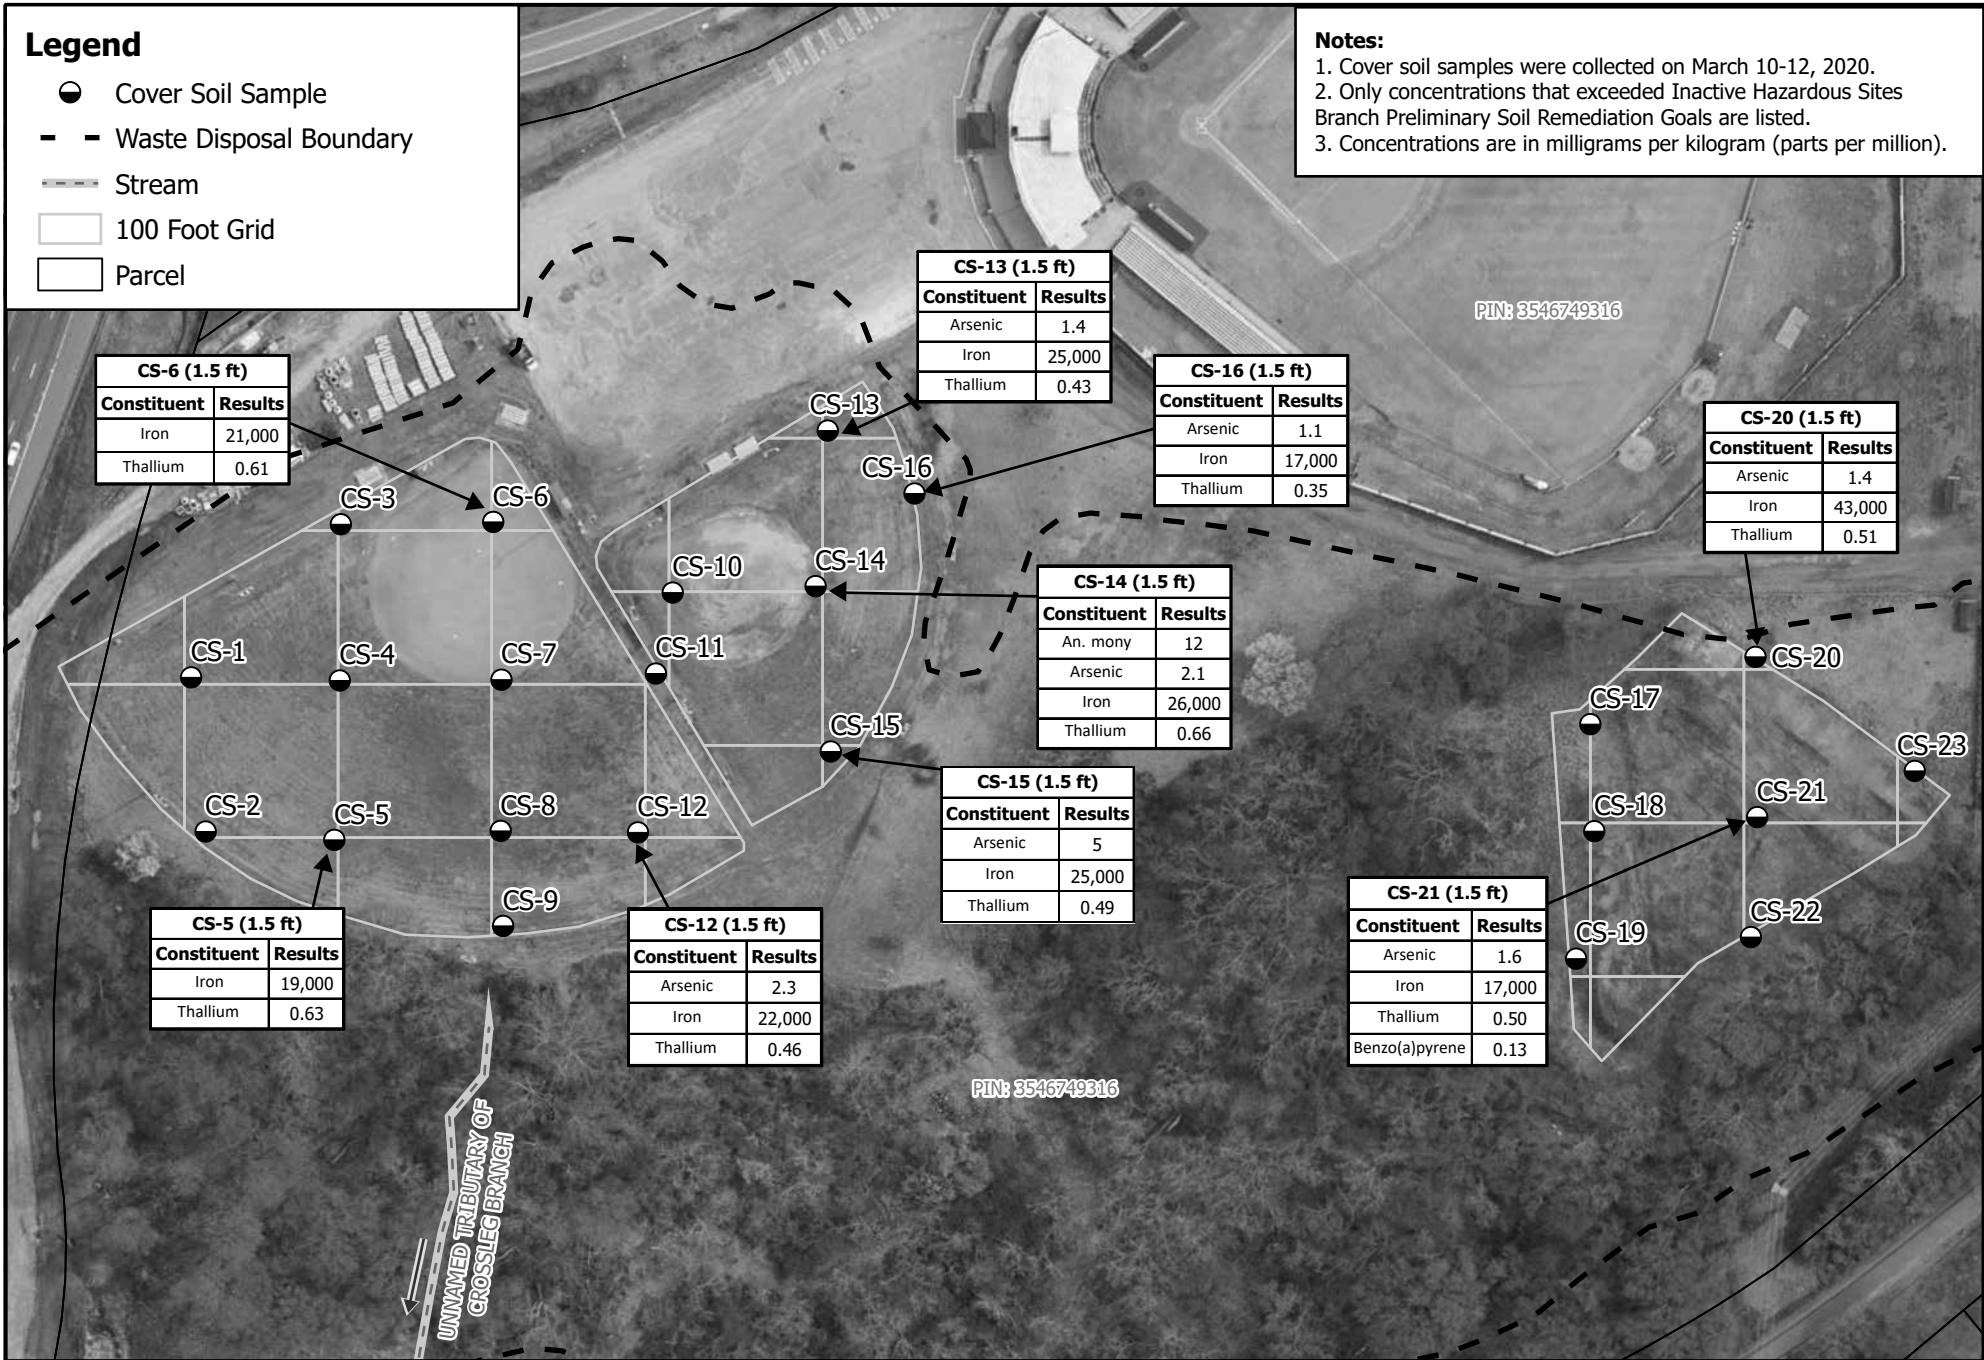 Legend
Cover Soil Sample
Waste Disposal Boundary
Stream
100 Foot Grid
Parcel
Notes:
1. Cover soil samples were collected on March 10-12, 2020.
2. Only concentrations that exceeded Inactive Hazardous Sites
Branch Preliminary Soil Remediation Goals are listed.
3. Concentrations are in milligrams per kilogram (parts per million).
PIN: 3546749316
CS-13 (1.5 ft)
Constituent Results
Arsenic 1.4
Iron 25,000
Thallium 0.43
CS-6 (1.5 ft)
Constituent Results
Iron 21,000
Thallium 0.61
CS-16 (1.5 ft)
Constituent Results
Arsenic 1.1
Iron 17,000
Thallium 0.35
CS-20 (1.5 ft)
Constituent Results
Arsenic 1.4
Iron 43,000
Thallium 0.51
CS-14 (1.5 ft)
Constituent Results
An. mony 12
Arsenic 2.1
Iron 26,000
Thallium 0.66
CS-15 (1.5 ft)
Constituent Results
Arsenic 5
Iron 25,000
Thallium 0.49
CS-21 (1.5 ft)
Constituent Results
Arsenic 1.6
Iron 17,000
Thallium 0.50
Benzo(a)pyrene 0.13
CS-5 (1.5 ft)
Constituent Results
Iron 19,000
Thallium 0.63
CS-12 (1.5 ft)
Constituent Results
Arsenic 2.3
Iron 22,000
Thallium 0.46
CS-13
CS-16
CS-3
CS-6
CS-10
CS-14
CS-1
CS-4
CS-7
CS-11
CS-20
CS-17
CS-15
CS-23
CS-2
CS-5
CS-8
CS-12
CS-18
CS-21
CS-9
CS-19
CS-22
PIN: 3546749316
UNNAMED TRIBUTARY OF
CROSSLEG BRANCH